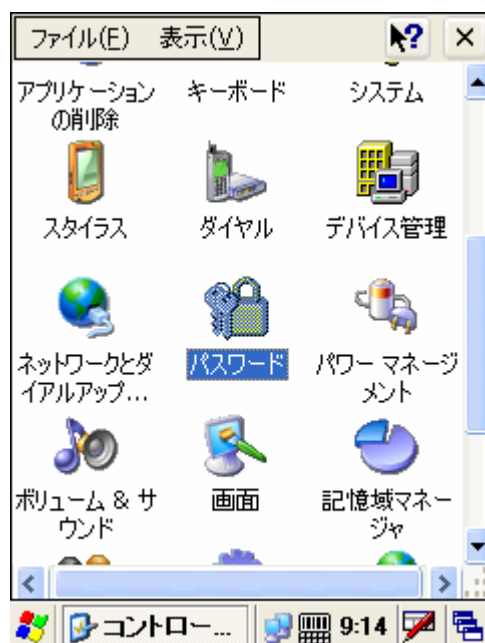 ファイル(F) 表示(V)
アプリケーション
の削除
キーボード
システム
スタイラス
ダイヤル
デバイス管理
ネットワークとダ
イアルアップ...
パスワード
パワー マネージ
メント
ボリューム & サ
ウンド
画面
記憶域マネー
ジャ
コントロー... 9:14